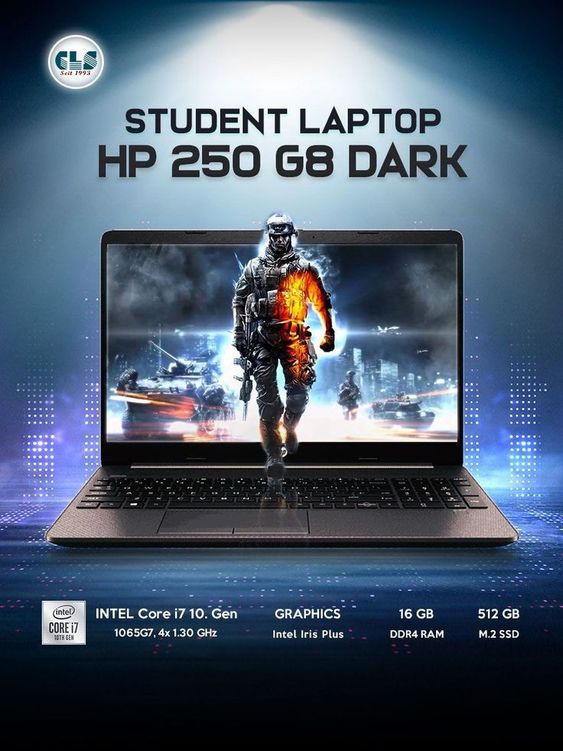 CLS
Seit 1993
STUDENT LAPTOP
HP 250 G8 DARK
intel
CORE i7
10TH GEN
INTEL Core i7 10. Gen
1065G7, 4x 1.30 GHz
GRAPHICS
Intel Iris Plus
16 GB
DDR4 RAM
512 GB
M.2 SSD